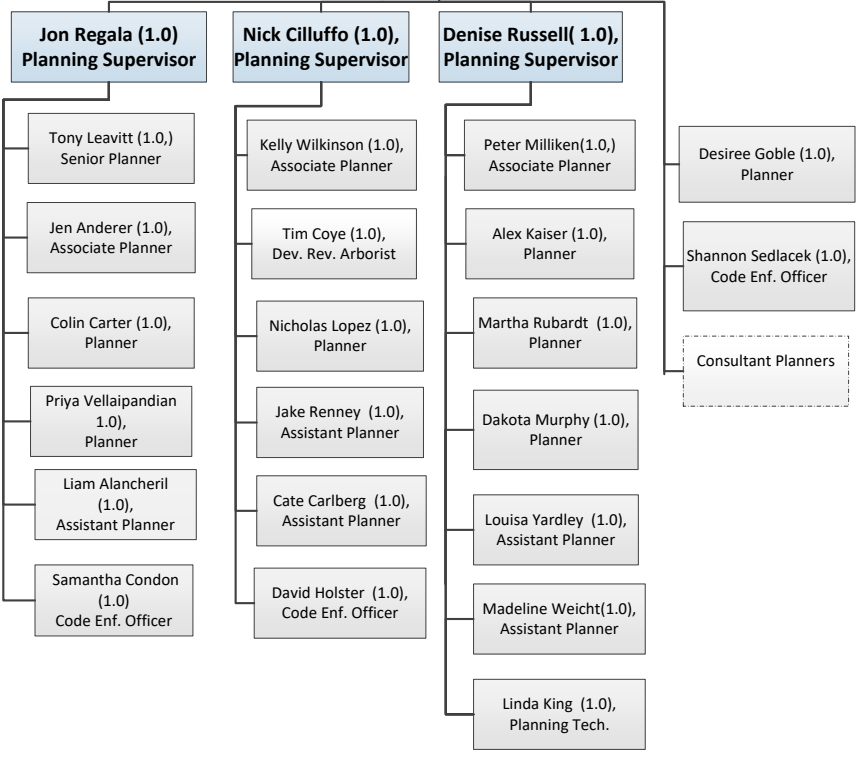 Jon Regala (1.0)
Planning Supervisor
Tony Leavitt (1.0,)
Senior Planner
Jen Anderer (1.0),
Associate Planner
Colin Carter (1.0),
Planner
Priya Vellaipandian
1.0),
Planner
Liam Alancheril
(1.0),
Assistant Planner
Samantha Condon
(1.0)
Code Enf. Officer
Nick Cilluffo (1.0),
Planning Supervisor
Kelly Wilkinson (1.0),
Associate Planner
Tim Coye (1.0),
Dev. Rev. Arborist
Nicholas Lopez (1.0),
Planner
Jake Renney (1.0),
Assistant Planner
Cate Carlberg (1.0),
Assistant Planner
David Holster (1.0),
Code Enf. Officer
Denise Russell( 1.0),
Planning Supervisor
Peter Milliken(1.0,)
Associate Planner
Alex Kaiser (1.0),
Planner
Martha Rubardt (1.0),
Planner
Dakota Murphy (1.0),
Planner
Louisa Yardley (1.0),
Assistant Planner
Madeline Weicht(1.0),
Assistant Planner
Linda King (1.0),
Planning Tech.
Desiree Goble (1.0),
Planner
Shannon Sedlacek (1.0),
Code Enf. Officer
Consultant Planners